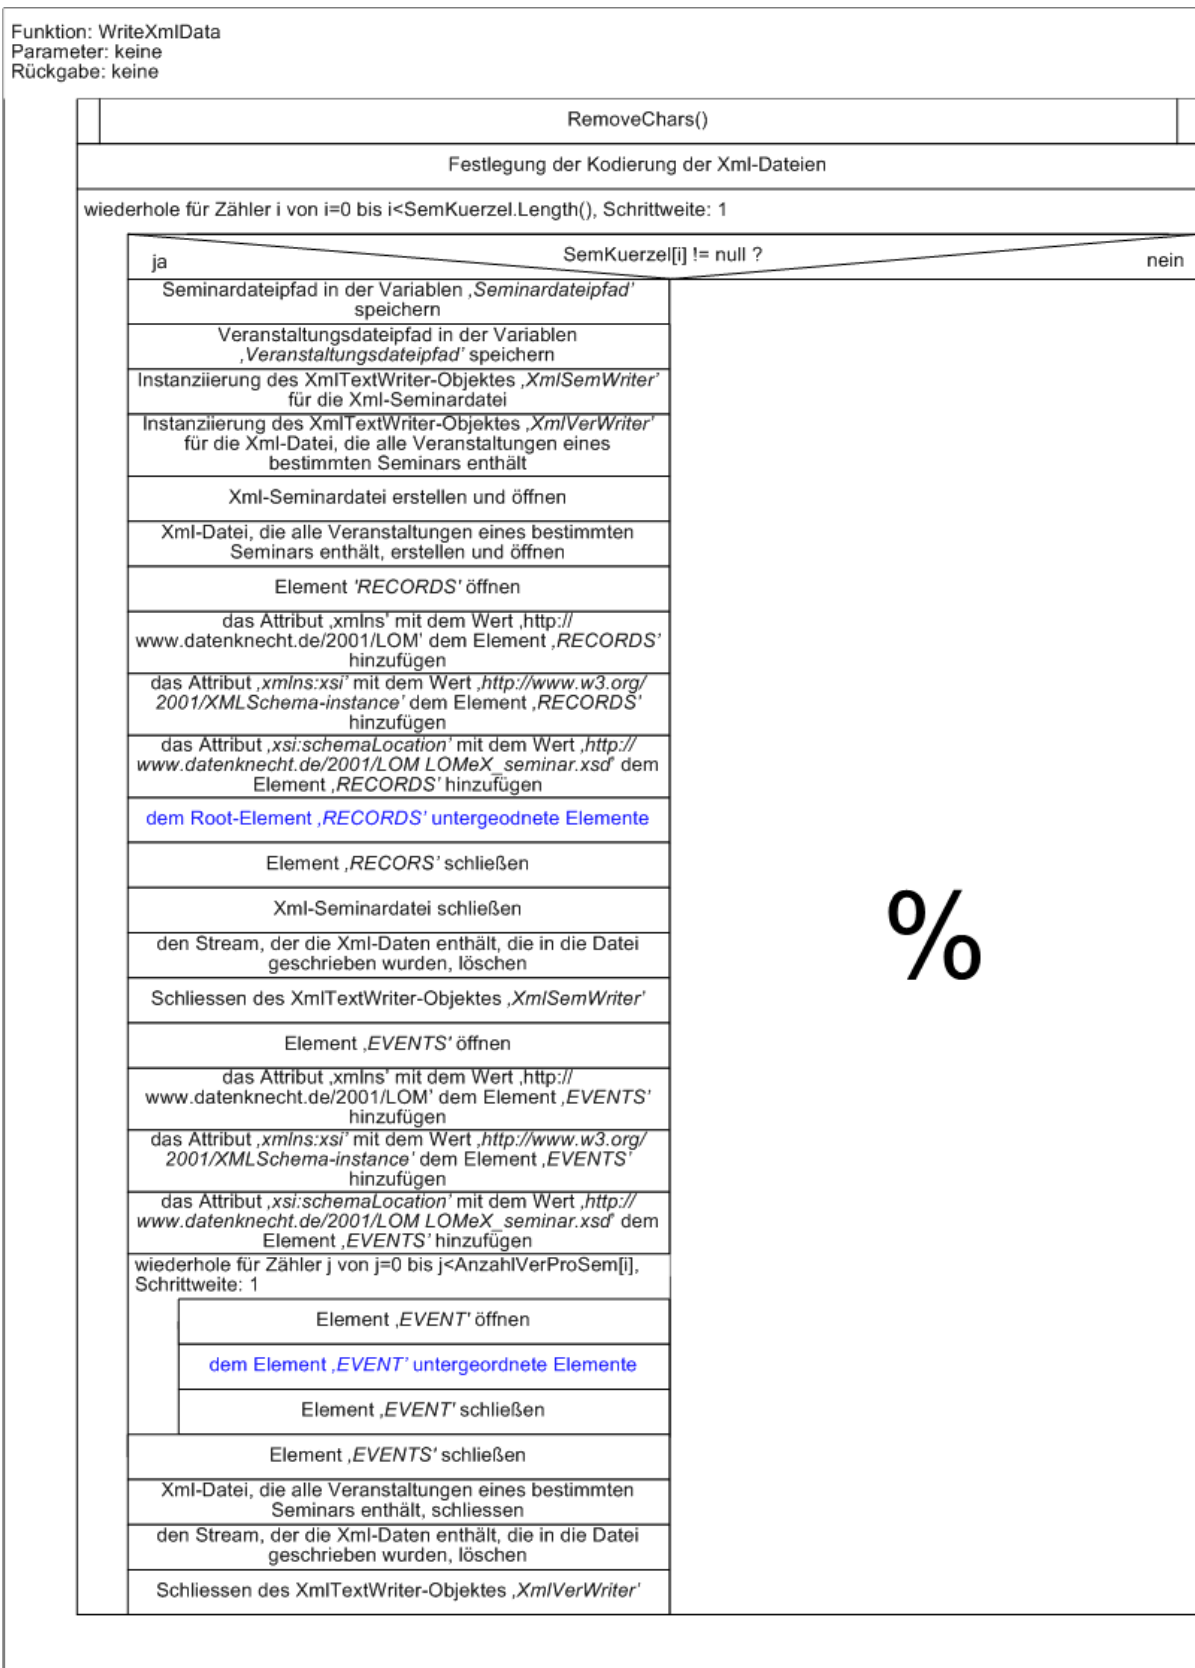 Funktion: WriteXmlData
Parameter: keine
Rückgabe: keine
RemoveChars()
Festlegung der Kodierung der Xml-Dateien
wiederhole für Zähler i von i=0 bis i<SemKuerzel.Length(), Schrittweite: 1
SemKuerzel[i] != null ?
ja
nein
Seminardateipfad in der Variablen ‚Seminardateipfad’
speichern
Veranstaltungsdateipfad in der Variablen
‚Veranstaltungsdateipfad’ speichern
Instanziierung des XmlTextWriter-Objektes ‚XmlSemWriter’
für die Xml-Seminardatei
Instanziierung des XmlTextWriter-Objektes ‚XmlVerWriter’
für die Xml-Datei, die alle Veranstaltungen eines
bestimmten Seminars enthält
Xml-Seminardatei erstellen und öffnen
Xml-Datei, die alle Veranstaltungen eines bestimmten
Seminars enthält, erstellen und öffnen
Element 'RECORDS' öffnen
das Attribut ‚xmlns’ mit dem Wert ‚http://
www.datenknecht.de/2001/LOM’ dem Element ‚RECORDS’
hinzufügen
das Attribut ‚xmlns:xsi’ mit dem Wert ‚http://www.w3.org/
2001/XMLSchema-instance’ dem Element ‚RECORDS’
hinzufügen
das Attribut ‚xsi:schemaLocation’ mit dem Wert ‚http://
www.datenknecht.de/2001/LOM LOMeX_seminar.xsd’ dem
Element ‚RECORDS’ hinzufügen
dem Root-Element ‚RECORDS’ untergeodnete Elemente
Element ‚RECORS’ schließen
Xml-Seminardatei schließen
den Stream, der die Xml-Daten enthält, die in die Datei
geschrieben wurden, löschen
Schliessen des XmlTextWriter-Objektes ‚XmlSemWriter’
%
Element ‚EVENTS’ öffnen
das Attribut ‚xmlns’ mit dem Wert ‚http://
www.datenknecht.de/2001/LOM’ dem Element ‚EVENTS’
hinzufügen
das Attribut ‚xmlns:xsi’ mit dem Wert ‚http://www.w3.org/
2001/XMLSchema-instance’ dem Element ‚EVENTS’
hinzufügen
das Attribut ‚xsi:schemaLocation’ mit dem Wert ‚http://
www.datenknecht.de/2001/LOM LOMeX_seminar.xsd’ dem
Element ‚EVENTS’ hinzufügen
wiederhole für Zähler j von j=0 bis j<AnzahlVerProSem[i],
Schrittweite: 1
Element ‚EVENT’ öffnen
dem Element ‚EVENT’ untergeordnete Elemente
Element ‚EVENT’ schließen
Element ‚EVENTS’ schließen
Xml-Datei, die alle Veranstaltungen eines bestimmten
Seminars enthält, schliessen
den Stream, der die Xml-Daten enthält, die in die Datei
geschrieben wurden, löschen
Schliessen des XmlTextWriter-Objektes ‚XmlVerWriter’